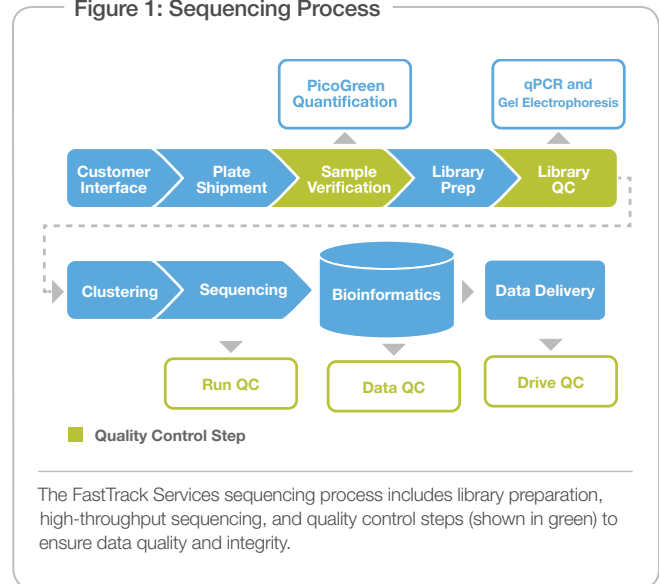 Figure 1: Sequencing Process
PicoGreen
Quantification
qPCR and
Gel Electrophoresis
Customer
Interface
Plate
Shipment
Sample
Verification
Library
Prep
Library
QC
Clustering
Sequencing
Bioinformatics
Data Delivery
Run QC
Data QC
Drive QC
Quality Control Step
The FastTrack Services sequencing process includes library preparation,
high-throughput sequencing, and quality control steps (shown in green) to
ensure data quality and integrity.